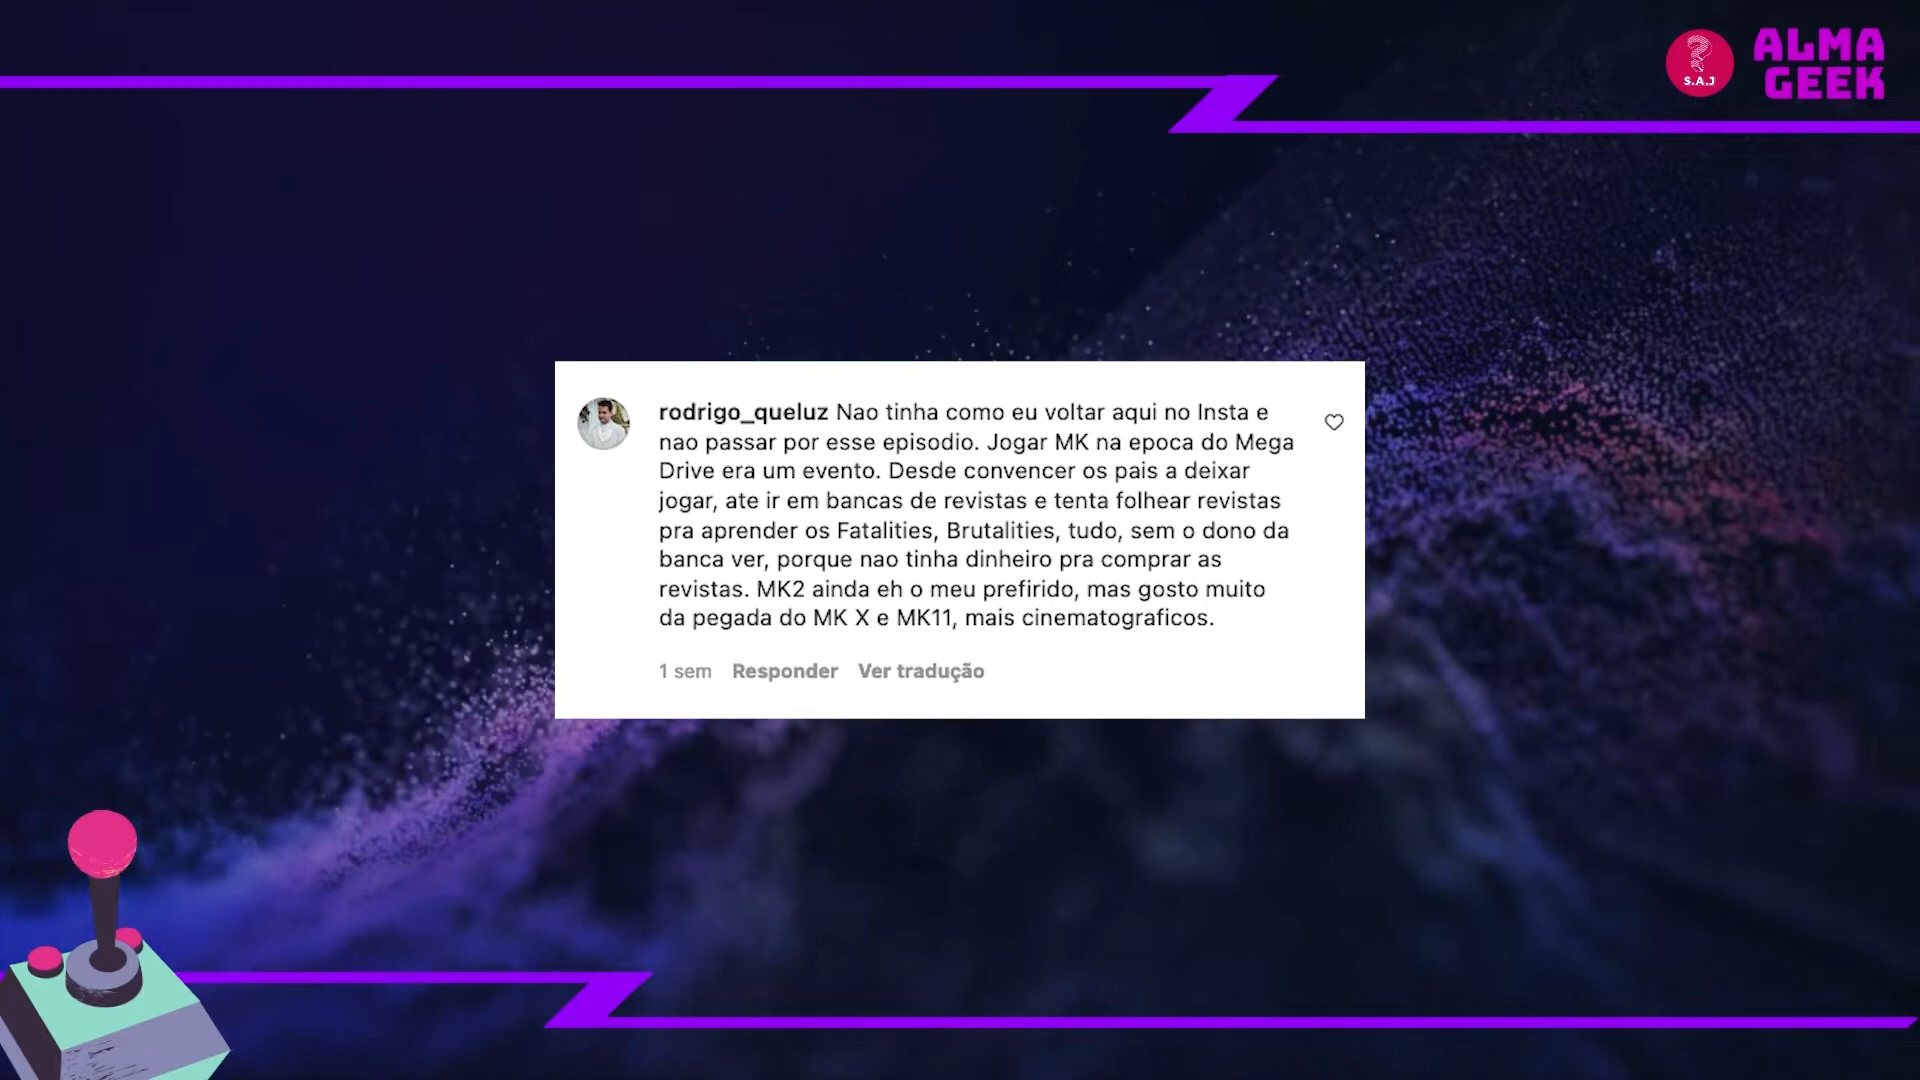 S.A.J
ALMA
GEEK
rodrigo_queluz Nao tinha como eu voltar aqui no Insta e
nao passar por esse episodio. Jogar MK na epoca do Mega
Drive era um evento. Desde convencer os pais a deixar
jogar, ate ir em bancas de revistas e tenta folhear revistas
pra aprender os Fatalities, Brutalities, tudo, sem o dono da
banca ver, porque nao tinha dinheiro pra comprar as
revistas. MK2 ainda eh o meu prefirido, mas gosto muito
da pegada do MK X e MK11, mais cinematograficos.
1 sem Responder Ver tradução